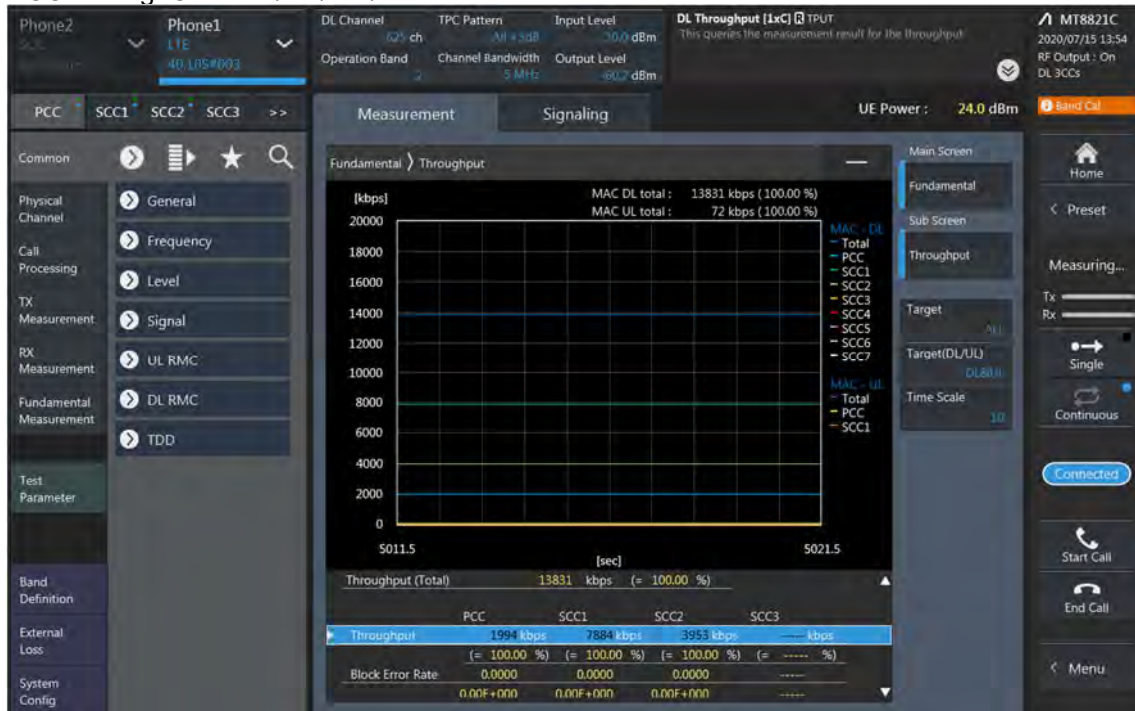 Phone2
Phone1
LTE
DL Channel
625 ch
TPC Pattern
All +3dB
Input Level
dBm
Operation Band
2
Channel Bandwidth
5 MHz
Output Level
-60.2 dBm
DL Throughput [1xC] R TPUT
This queries the measurement result for the throughput.
MT8821C
2020/07/15 13:54
RF Output : On
DL 3CCs
PCC SCC1 SCC2 SCC3 >>
Measurement
Signaling
UE Power : 24.0 dBm
Band Cal
Common
Physical
Channel
Call
Processing
TX
Measurement
RX
Measurement
Fundamental
Measurement
Test
Parameter
Band
Definition
External
Loss
System
Config
General
Frequency
Level
Signal
UL RMC
DL RMC
TDD
Fundamental 〉 Throughput
[kbps]
MAC DL total : 13831 kbps ( 100.00 %)
MAC UL total : 72 kbps ( 100.00 %)
20000
18000
16000
14000
12000
10000
8000
6000
4000
2000
0
5011.5
[sec]
5021.5
MAC - DL
Total
PCC
SCC1
SCC2
SCC3
SCC4
SCC5
SCC6
SCC7
MAC - UL
Total
PCC
SCC1
Throughput (Total) 13831 kbps (= 100.00 %)
PCC SCC1 SCC2 SCC3
Throughput 1994 kbps 7884 kbps 3953 kbps ----- kbps
(= 100.00 %) (= 100.00 %) (= 100.00 %) (= ----- %)
Block Error Rate 0.0000 0.0000 0.0000 -----
0.00E+000 0.00E+000 0.00E+000 -----
Main Screen
Fundamental
Sub Screen
Throughput
Target
ALL
Target(DL/UL)
DL&UL
Time Scale
10
Home
< Preset
Measuring...
Tx
Rx
Single
Continuous
Connected
Start Call
End Call
< Menu